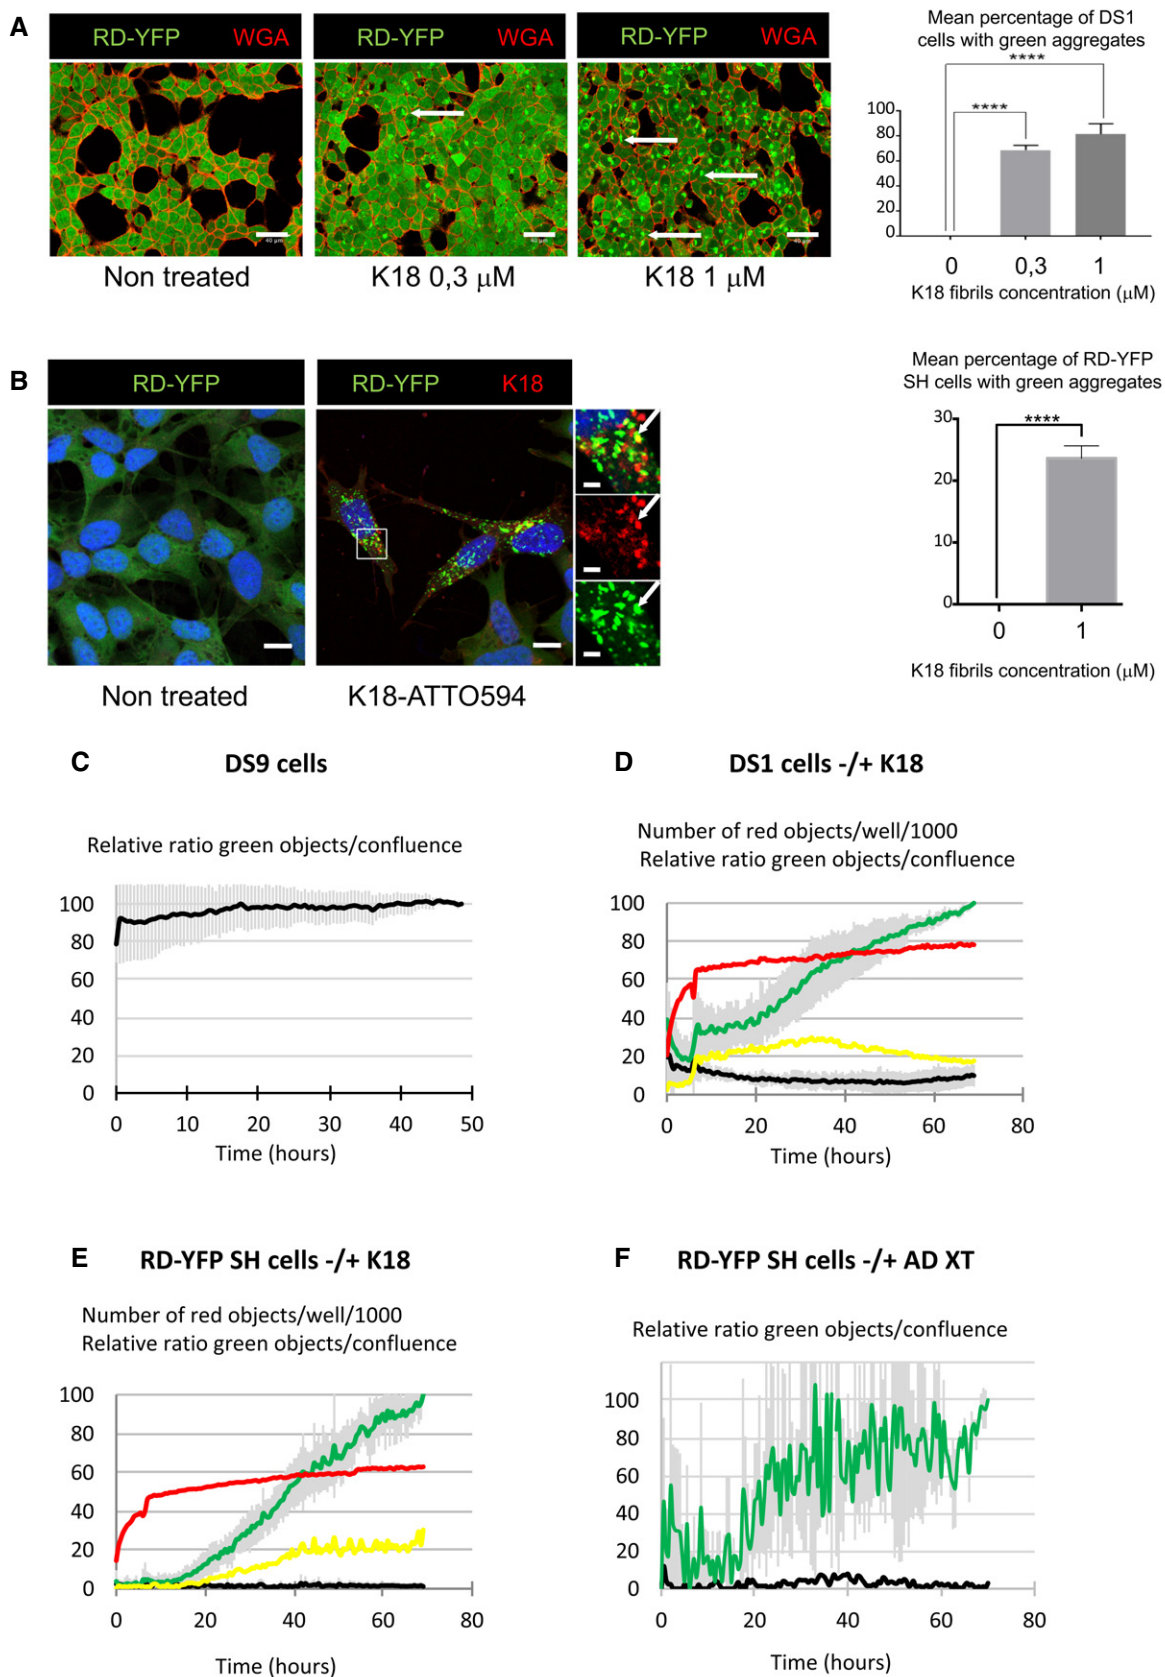 A
RD-YFP WGA
RD-YFP WGA
RD-YFP WGA
40 µm
40 µm
40 µm
Non treated
K18 0,3 µM
K18 1 µM
Mean percentage of DS1
cells with green aggregates
****
****
100
80
60
40
20
0
0 0,3 1
K18 fibrils concentration (µM)
B
RD-YFP
RD-YFP K18
Non treated
K18-ATTO594
Mean percentage of RD-YFP
SH cells with green aggregates
****
30
20
10
0
0 1
K18 fibrils concentration (µM)
C
DS9 cells
Relative ratio green objects/confluence
100
80
60
40
20
0
0 10 20 30 40 50
Time (hours)
D
DS1 cells -/+ K18
Number of red objects/well/1000
Relative ratio green objects/confluence
100
80
60
40
20
0
0 20 40 60 80
Time (hours)
E
RD-YFP SH cells -/+ K18
Number of red objects/well/1000
Relative ratio green objects/confluence
100
80
60
40
20
0
0 20 40 60 80
Time (hours)
F
RD-YFP SH cells -/+ AD XT
Relative ratio green objects/confluence
100
80
60
40
20
0
0 20 40 60 80
Time (hours)